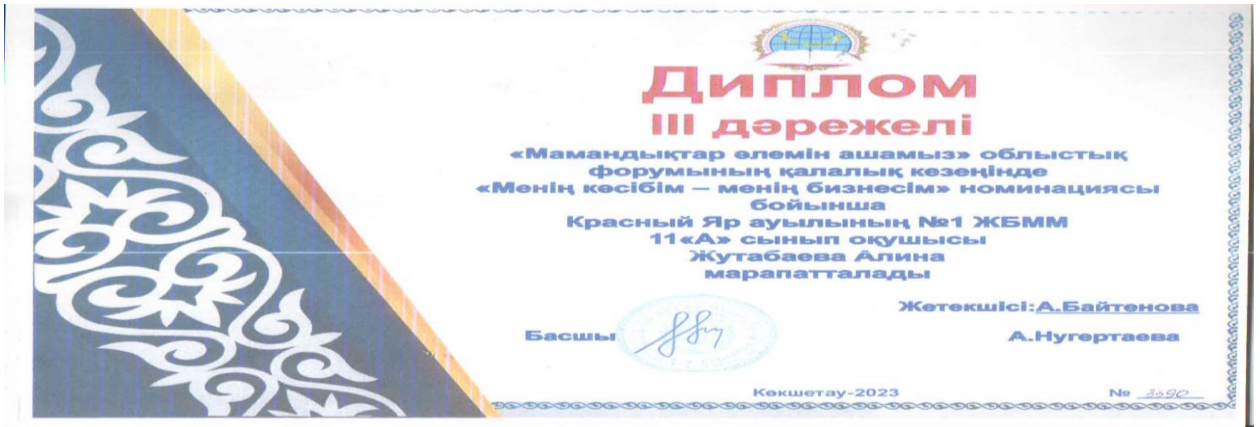 Диплом
III дәрежелі
«Мамандықтар әлемін ашамыз» облыстық
форумының қалалық кезеңінде
«Менің кәсібім – менің бизнесім» номинациясы
бойынша
Красный Яр ауылының №1 ЖБММ
11«А» сынып оқушысы
Жутабаева Алина
марапатталады
Жетекшісі:А.Байтенова
Басшы А.Нугертаева
Көкшетау-2023 № 3390